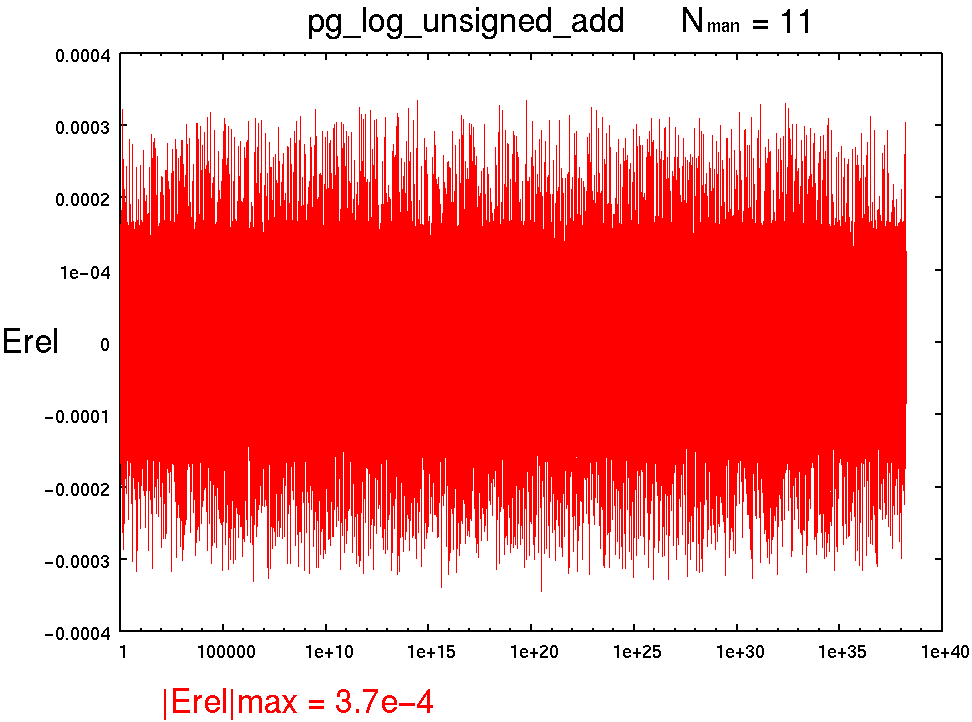 pg_log_unsigned_add Nman = 11
0.0004
0.0003
0.0002
1e-04
Erel 0
-0.0001
-0.0002
-0.0003
-0.0004
1 100000 1e+10 1e+15 1e+20 1e+25 1e+30 1e+35 1e+40
|Erel|max = 3.7e-4